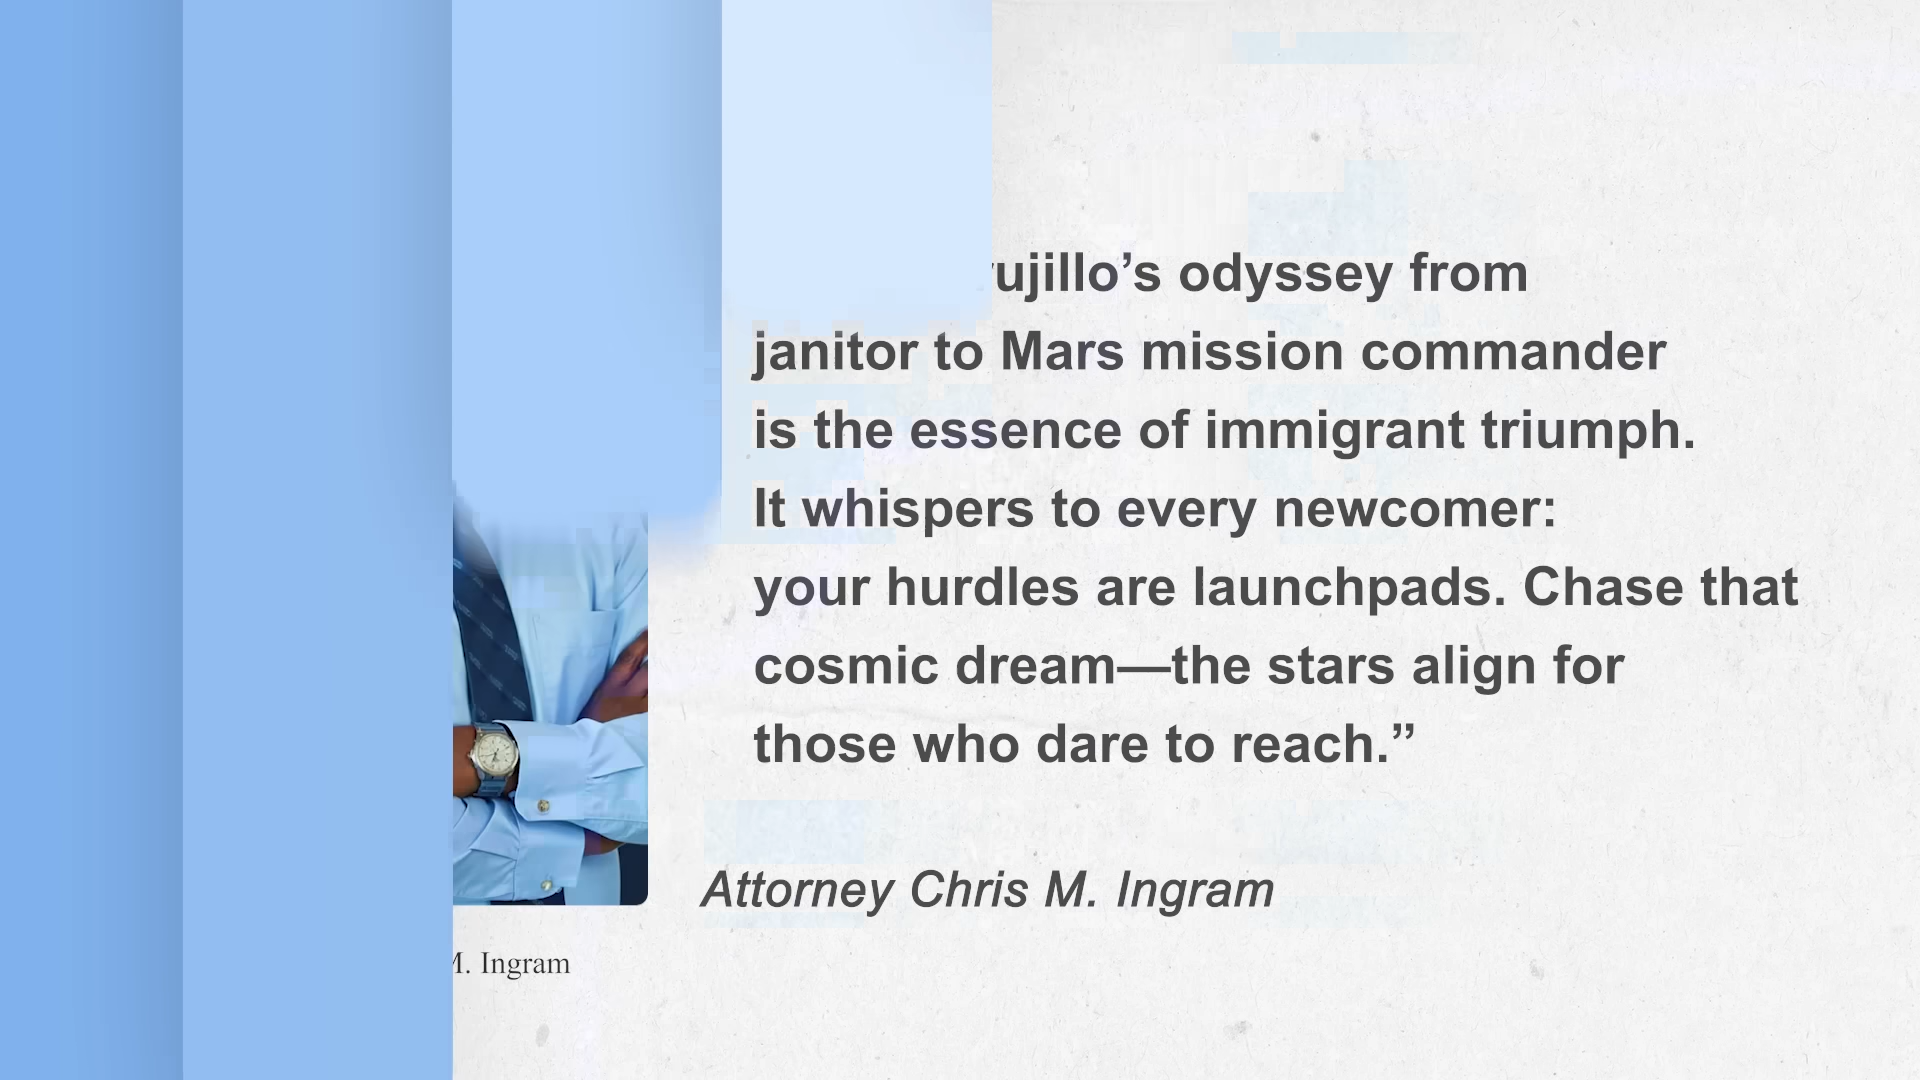 odyssey from
janitor to Mars mission commander
is the essence of immigrant triumph.
It whispers to every newcomer:
your hurdles are launchpads. Chase that
cosmic dream—the stars align for
those who dare to reach.”
Attorney Chris M. Ingram
M. Ingram